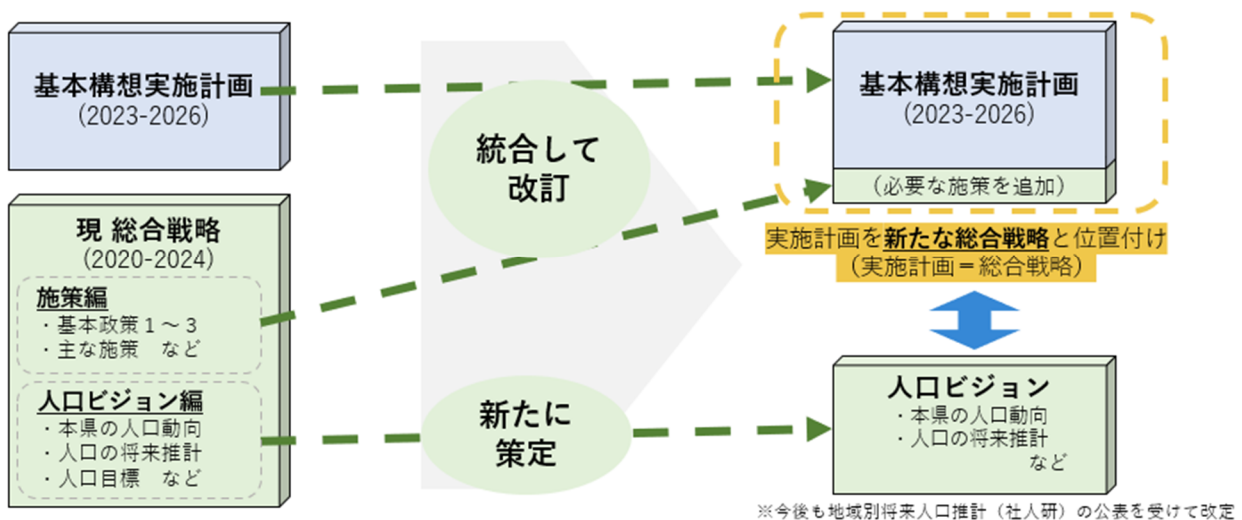 基本構想実施計画
(2023-2026)
現 総合戦略
(2020-2024)
施策編
・基本政策１～３
・主な施策　など
人口ビジョン編
・本県の人口動向
・人口の将来推計
・人口目標　など
統合して
改訂
新たに
策定
基本構想実施計画
(2023-2026)
（必要な施策を追加）
実施計画を新たな総合戦略と位置付け
（実施計画＝総合戦略）
人口ビジョン
・本県の人口動向
・人口の将来推計
など
※今後も地域別将来人口推計（社人研）の公表を受けて改定